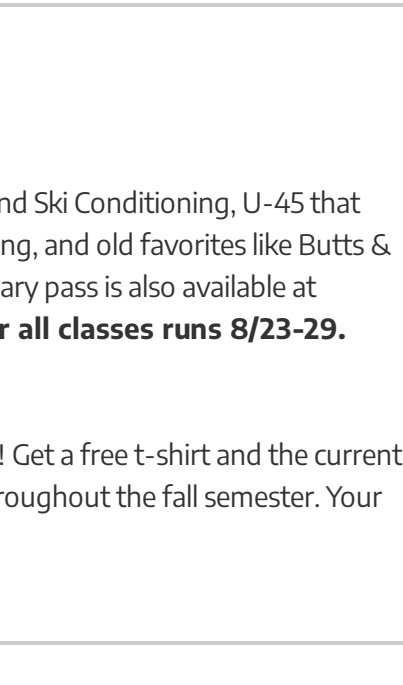 nd Ski Conditioning, U-45 that
ng, and old favorites like Butts &
ary pass is also available at
r all classes runs 8/23-29.
! Get a free t-shirt and the current
roughout the fall semester. Your